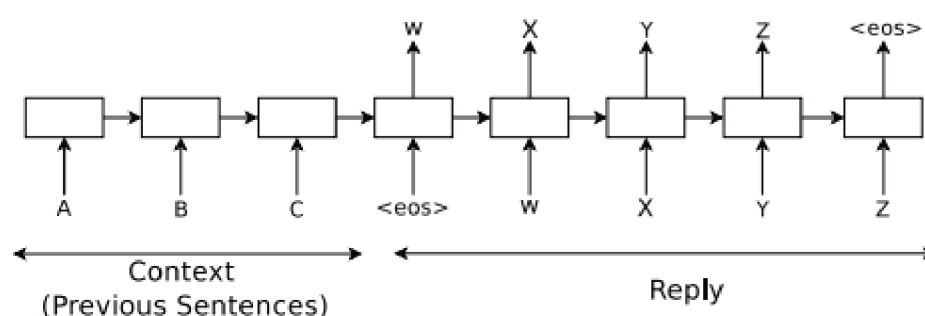 W X Y Z <eos>
A B C <eos> W X Y Z
Context
(Previous Sentences)
Reply